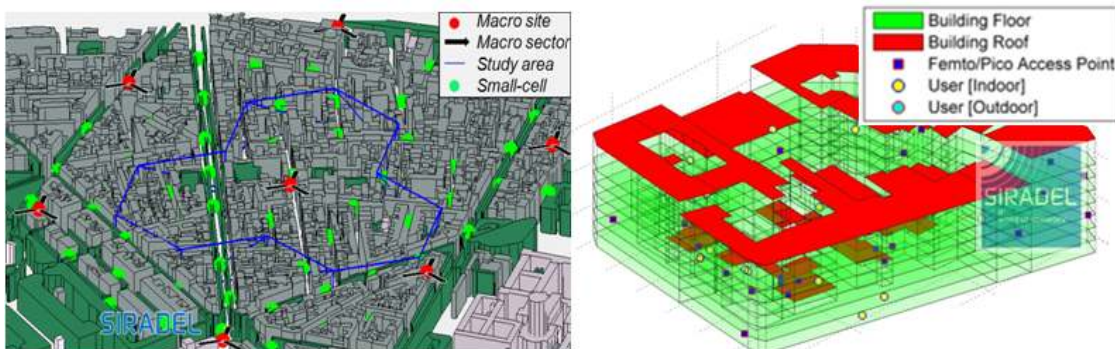 Macro site
Macro sector
Study area
Small-cell
SIRADEL
Building Floor
Building Roof
Femto/Pico Access Point
User [Indoor]
User [Outdoor]
SIRADEL